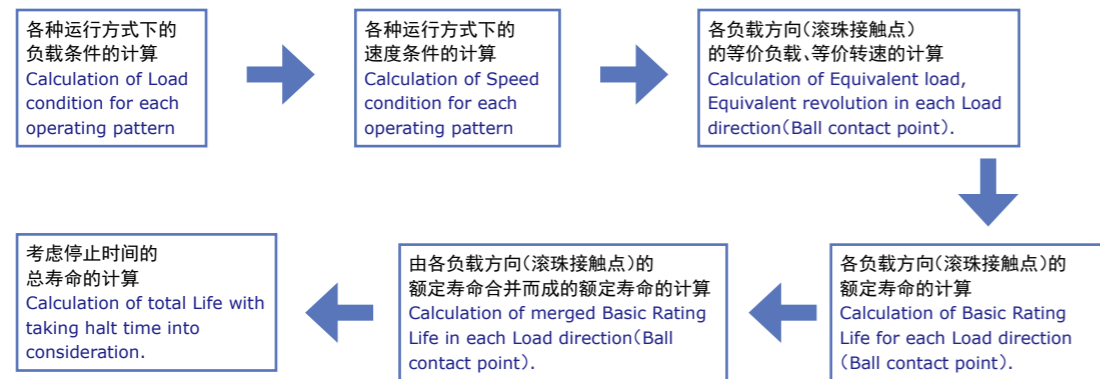 各种运行方式下的
负载条件的计算
Calculation of Load
condition for each
operating pattern
各种运行方式下的
速度条件的计算
Calculation of Speed
condition for each
operating pattern
各负载方向(滚珠接触点)
的等价负载、等价转速的计算
Calculation of Equivalent load,
Equivalent revolution in each Load
direction(Ball contact point).
各负载方向(滚珠接触点)的
额定寿命的计算
Calculation of Basic Rating
Life for each Load direction
(Ball contact point).
由各负载方向(滚珠接触点)的
额定寿命合并而成的额定寿命的计算
Calculation of merged Basic Rating
Life in each Load direction(Ball
contact point).
考虑停止时间的
总寿命的计算
Calculation of total Life with
taking halt time into
consideration.